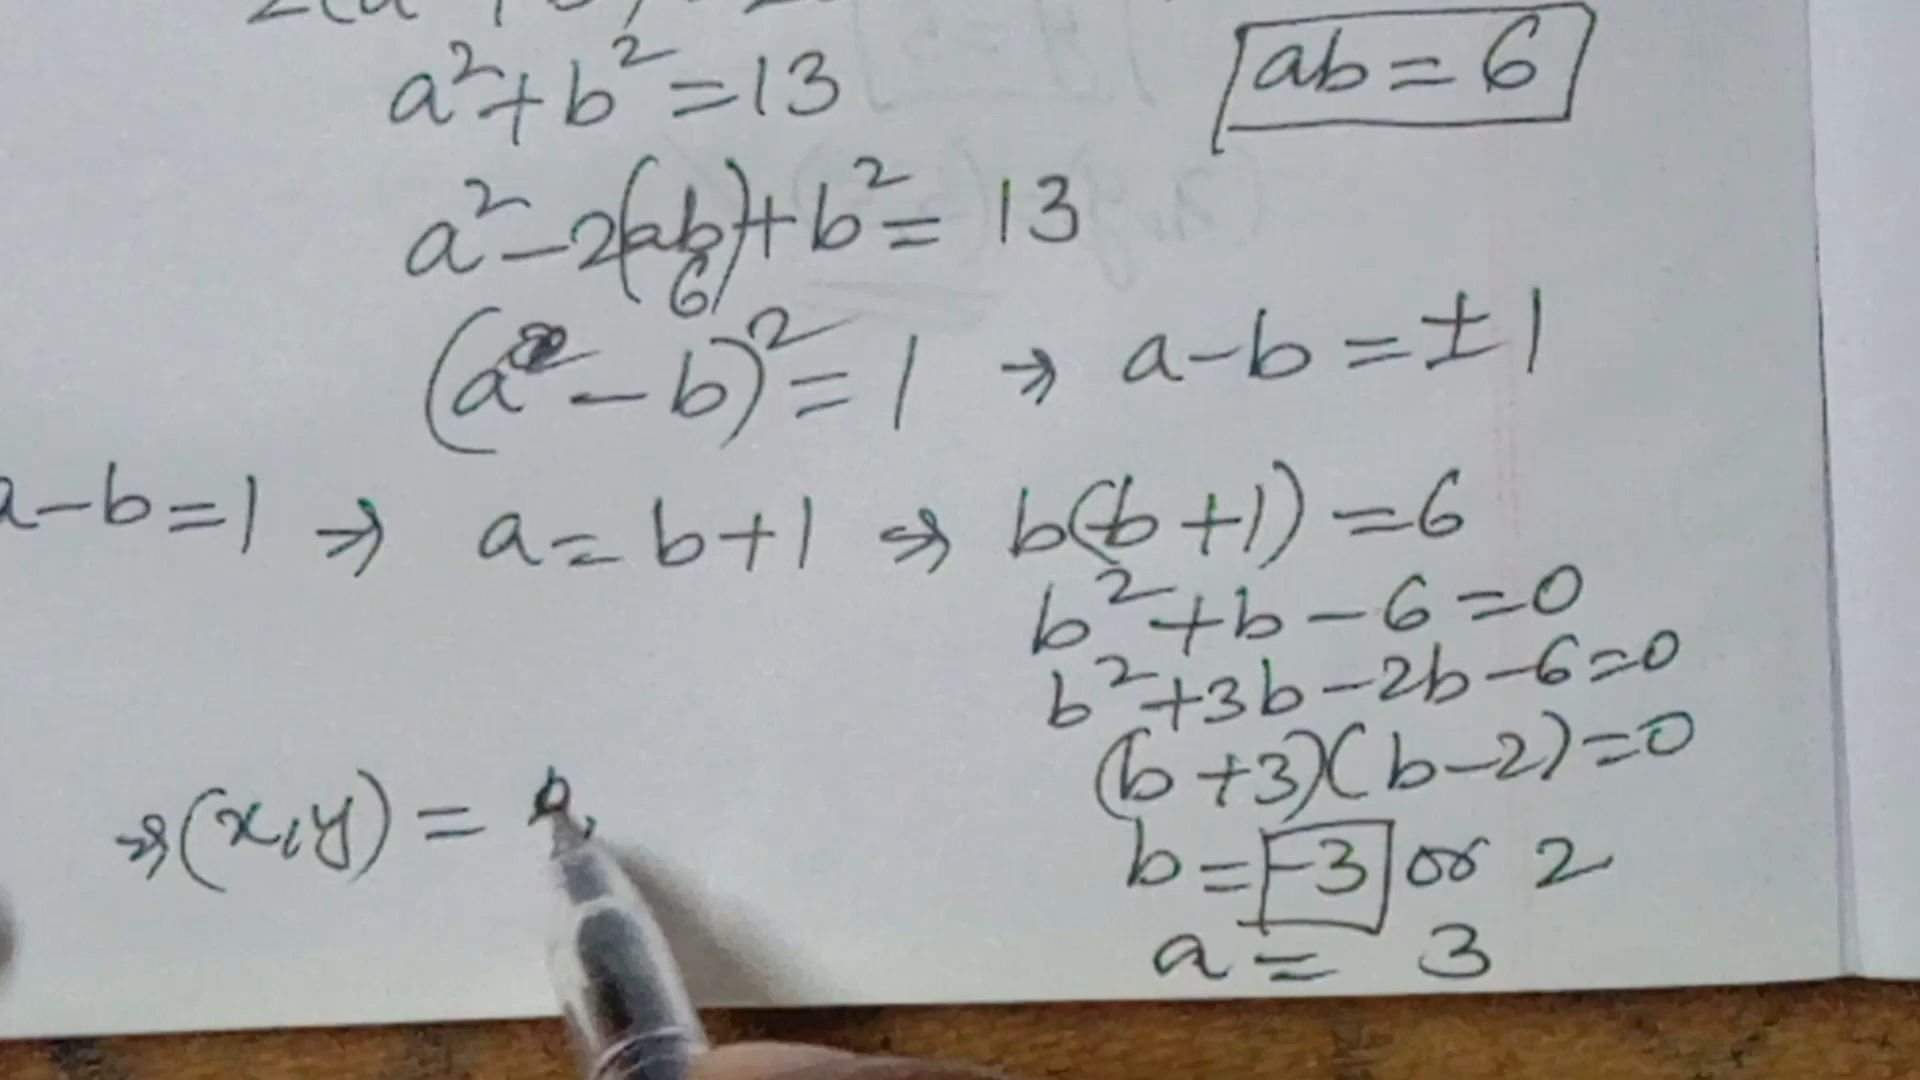 a² + b² = 13
ab = 6
a² - 2(ab) + b² = 13
6
(a - b)² = 1 → a - b = ± 1
a - b = 1 ⇒ a = b + 1 ⇒ b(b + 1) = 6
b² + b - 6 = 0
b² + 3b - 2b - 6 = 0
(b + 3)(b - 2) = 0
⇒ (x, y) =
b = -3 or 2
a = 3